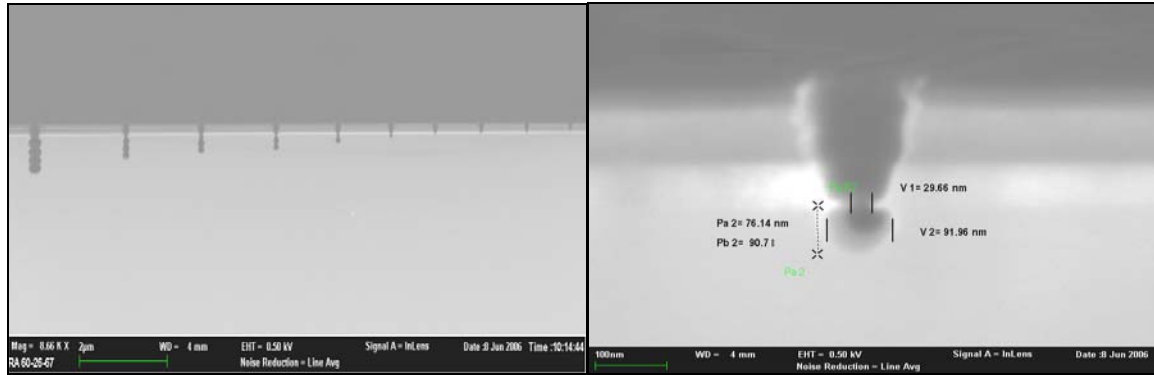 Mag = 8.66 K X 2µm WD = 4 mm EHT = 0.50 kV Signal A = InLens Date :8 Jun 2006 Time :10:14:44
RA 60-26-67 Noise Reduction = Line Avg
V 1= 29.66 nm
Pa 2= 76.14 nm
Pb 2= 90.7
V 2= 91.96 nm
Pa 2
100nm WD = 4 mm EHT = 0.50 kV Signal A = InLens Date :8 Jun 2006
Noise Reduction = Line Avg